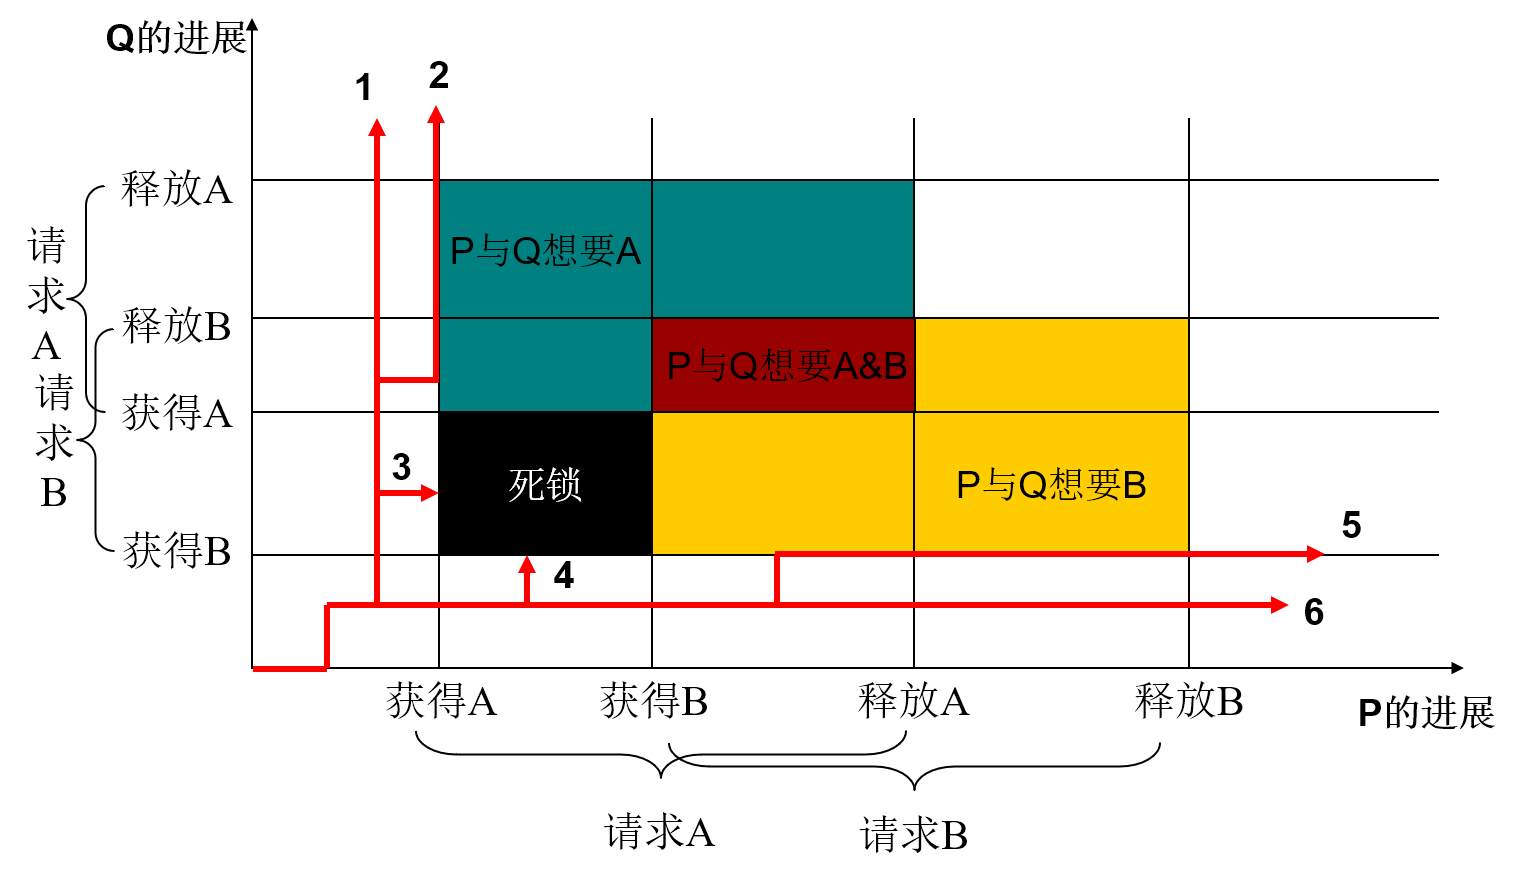 Q的进展
1
2
释放A
请求A
P与Q想要A
释放B
P与Q想要A&B
请求B
获得A
3
死锁
P与Q想要B
获得B
5
4
6
获得A
获得B
释放A
释放B
P的进展
请求A
请求B